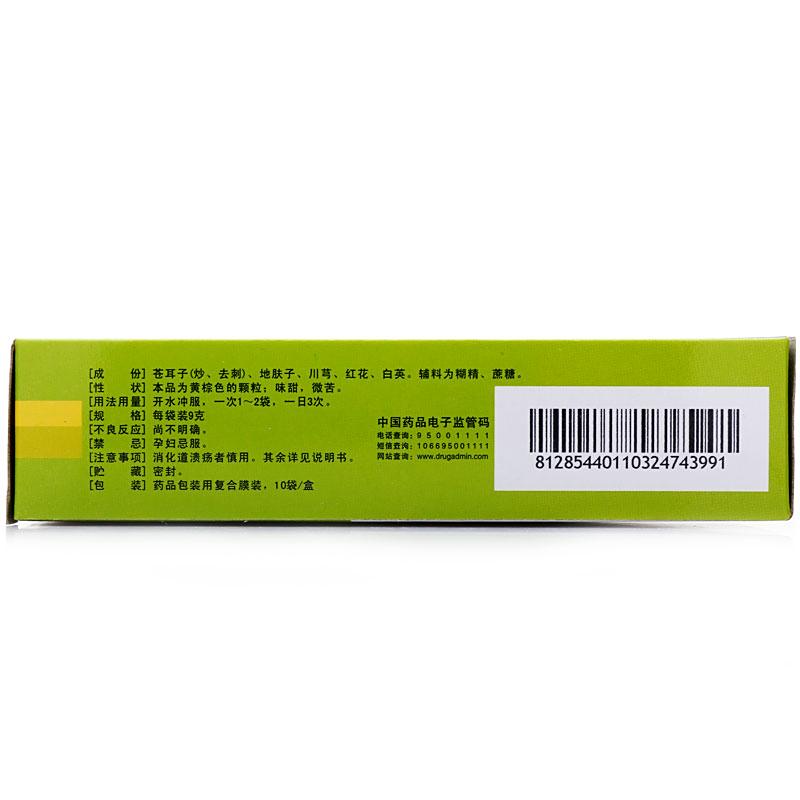 [成 份] 苍耳子(炒、去刺)、地肤子、川芎、红花、白英。辅料为糊精、蔗糖。
[性 状] 本品为黄棕色的颗粒；味甜，微苦。
[用法用量] 开水冲服，一次1～2袋，一日3次。
[规 格] 每袋装9克
[不良反应] 尚不明确。
[禁 忌] 孕妇忌服。
[注意事项] 消化道溃疡者慎用。其余详见说明书。
[贮 藏] 密封。
[包 装] 药品包装用复合膜装，10袋/盒
中国药品电子监管码
电话查询：95001111
短信查询：106695001111
网站查询：www.drugadmin.com
81285440110324743991